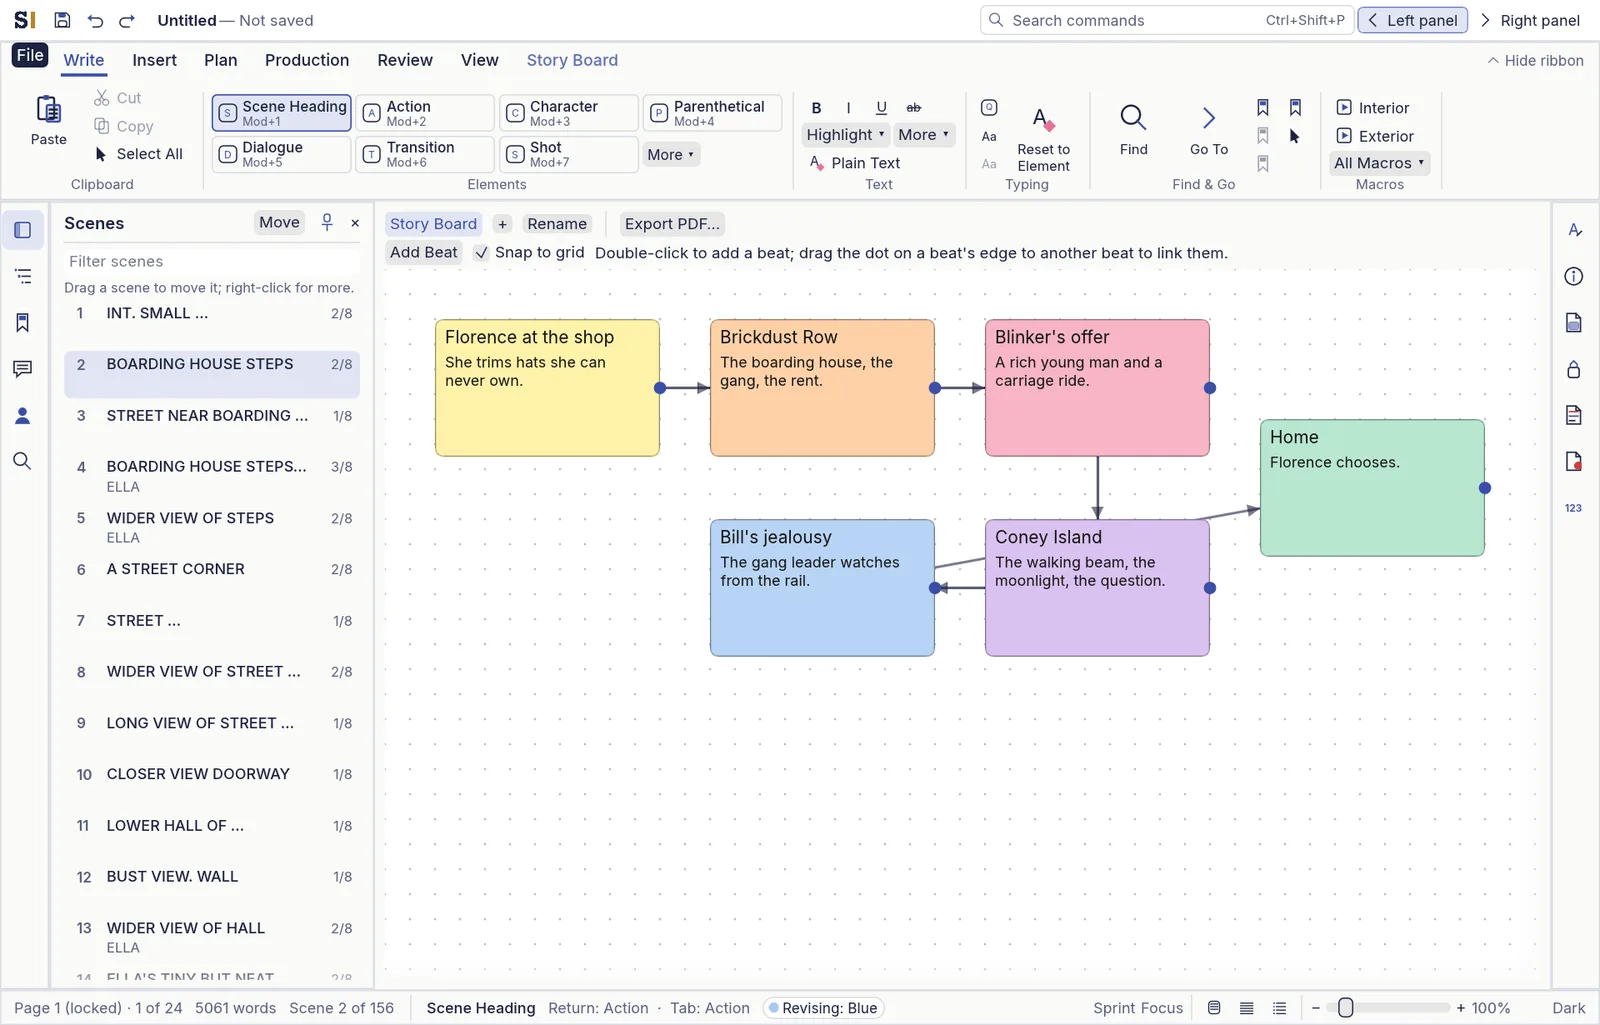 SI
Untitled — Not saved
Search commands Ctrl+Shift+P
Left panel
Right panel
File Write Insert Plan Production Review View Story Board
Hide ribbon
Paste
Cut
Copy
Select All
Clipboard
S Scene Heading
Mod+1
A Action
Mod+2
C Character
Mod+3
P Parenthetical
Mod+4
D Dialogue
Mod+5
T Transition
Mod+6
S Shot
Mod+7
More
Elements
B I U ab
Highlight More
A Plain Text
Text
Q
Aa
Aa
A
Reset to
Element
Typing
Find
Go To
Find & Go
Interior
Exterior
All Macros
Macros
Scenes
Move
×
Filter scenes
Drag a scene to move it; right-click for more.
1 INT. SMALL ... 2/8
2 BOARDING HOUSE STEPS 2/8
3 STREET NEAR BOARDING ... 1/8
4 BOARDING HOUSE STEPS... 3/8
ELLA
5 WIDER VIEW OF STEPS 2/8
ELLA
6 A STREET CORNER 2/8
7 STREET ... 1/8
8 WIDER VIEW OF STREET ... 2/8
9 LONG VIEW OF STREET ... 1/8
10 CLOSER VIEW DOORWAY 1/8
11 LOWER HALL OF ... 1/8
12 BUST VIEW. WALL 1/8
13 WIDER VIEW OF HALL 2/8
ELLA
14 ELLA'S TINY BUT NEAT 2/8
Story Board + Rename Export PDF...
Add Beat ✓ Snap to grid Double-click to add a beat; drag the dot on a beat's edge to another beat to link them.
Florence at the shop
She trims hats she can
never own.
Brickdust Row
The boarding house, the
gang, the rent.
Blinker's offer
A rich young man and a
carriage ride.
Home
Florence chooses.
Bill's jealousy
The gang leader watches
from the rail.
Coney Island
The walking beam, the
moonlight, the question.
A
123
Page 1 (locked) · 1 of 24 5061 words Scene 2 of 156
Scene Heading Return: Action · Tab: Action
Revising: Blue
Sprint Focus
− + 100%
Dark